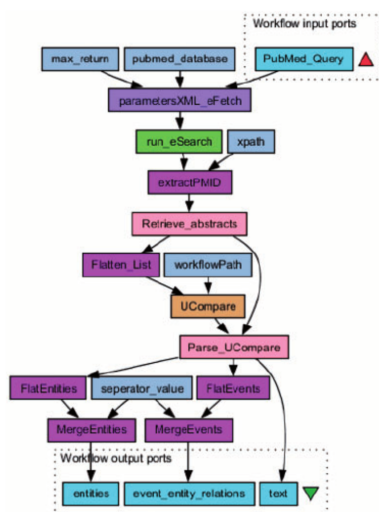 Workflow input ports
max_return
pubmed_database
PubMed_Query
parametersXML_eFetch
run_eSearch
xpath
extractPMID
Retrieve_abstracts
Flatten_List
workflowPath
UCompare
Parse_UCompare
FlatEntities
seperator_value
FlatEvents
MergeEntities
MergeEvents
Workflow output ports
entities
event_entity_relations
text